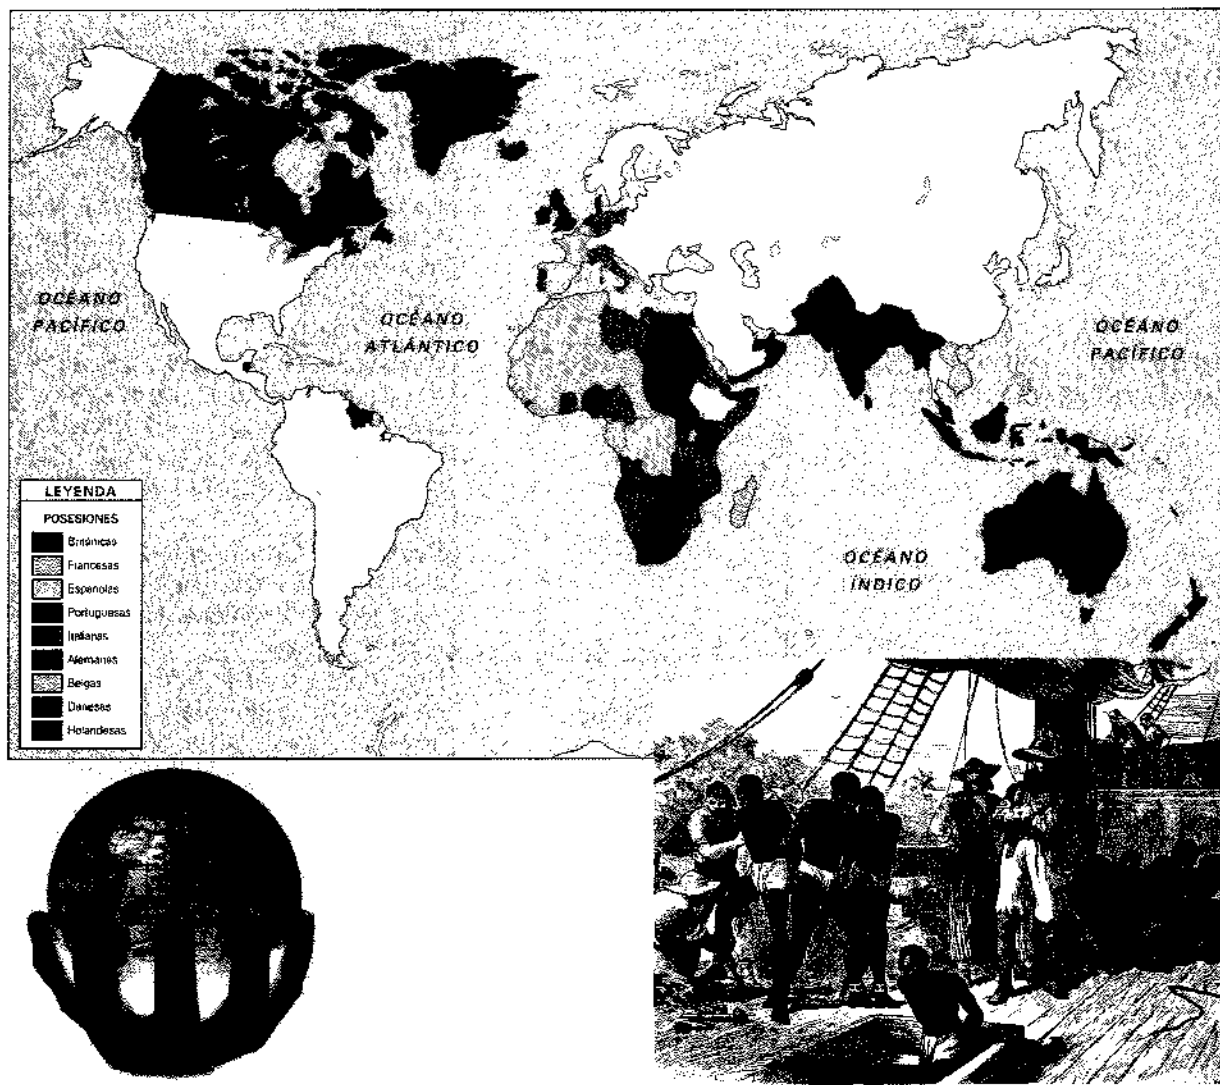 OCÉANO
PACÍFICO
OCÉANO
ATLÁNTICO
OCÉANO
PACÍFICO
OCÉANO
ÍNDICO
LEYENDA
POSESIONES
Británicas
Francesas
Españolas
Portuguesas
Italianas
Alemanas
Belgas
Danesas
Holandesas